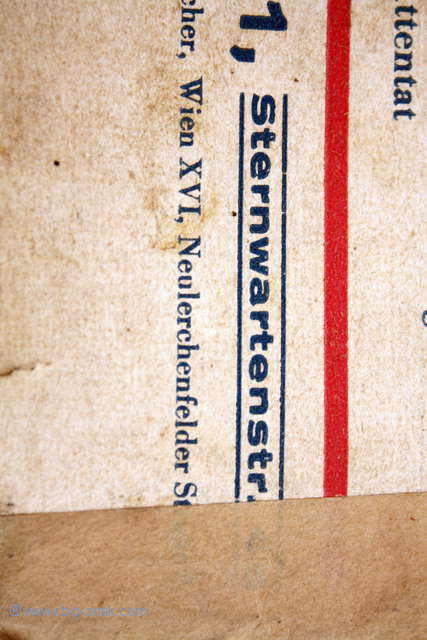 ttentat
1, Sternwartenstr.
cher, Wien XVI, Neulerchenfelder St